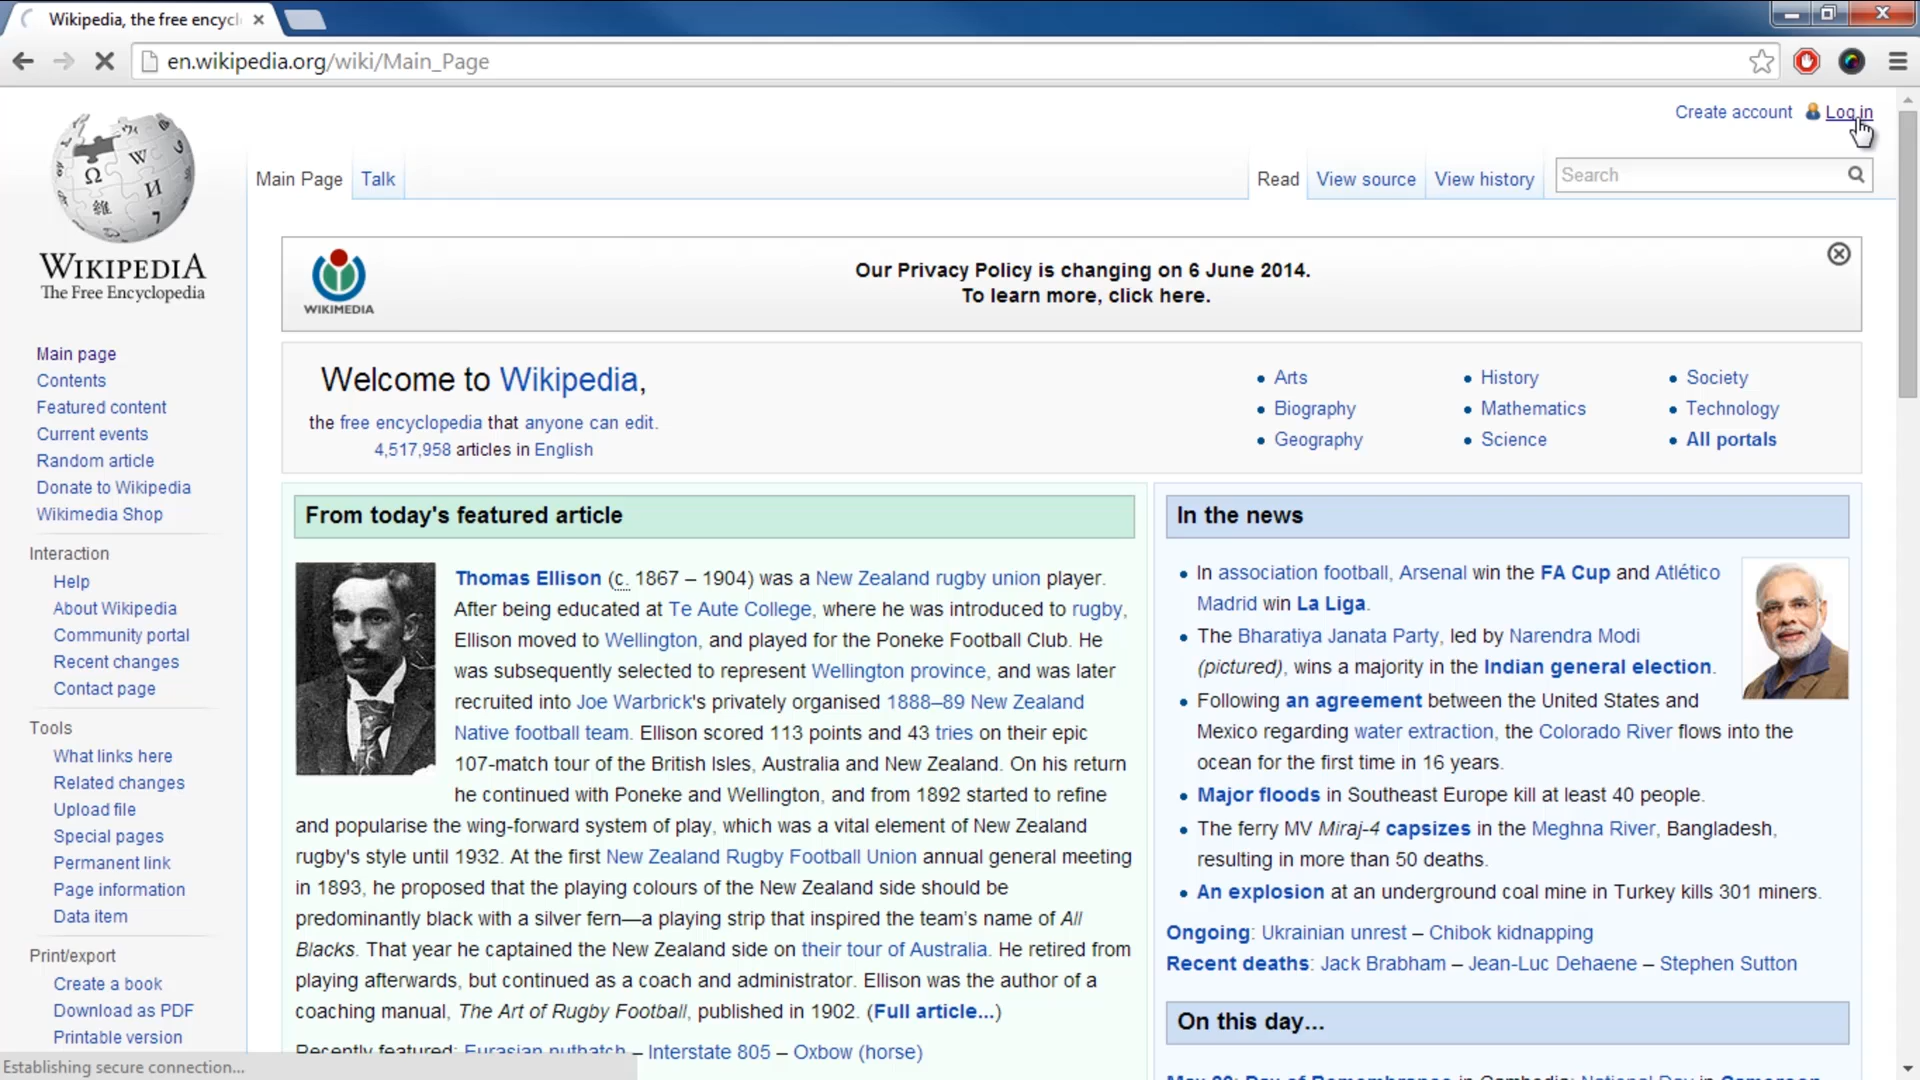 Wikipedia, the free encycl
en.wikipedia.org/wiki/Main_Page
Create account Log in
Main Page Talk Read View source View history Search
WIKIPEDIA
The Free Encyclopedia
Main page
Contents
Featured content
Current events
Random article
Donate to Wikipedia
Wikimedia Shop
Interaction
Help
About Wikipedia
Community portal
Recent changes
Contact page
Tools
What links here
Related changes
Upload file
Special pages
Permanent link
Page information
Data item
Print/export
Create a book
Download as PDF
Printable version
WIKIMEDIA
Our Privacy Policy is changing on 6 June 2014.
To learn more, click here.
Welcome to Wikipedia,
the free encyclopedia that anyone can edit.
4,517,958 articles in English
Arts
Biography
Geography
History
Mathematics
Science
Society
Technology
All portals
From today's featured article
Thomas Ellison (c. 1867 – 1904) was a New Zealand rugby union player.
After being educated at Te Aute College, where he was introduced to rugby,
Ellison moved to Wellington, and played for the Poneke Football Club. He
was subsequently selected to represent Wellington province, and was later
recruited into Joe Warbrick's privately organised 1888–89 New Zealand
Native football team. Ellison scored 113 points and 43 tries on their epic
107-match tour of the British Isles, Australia and New Zealand. On his return
he continued with Poneke and Wellington, and from 1892 started to refine
and popularise the wing-forward system of play, which was a vital element of New Zealand
rugby's style until 1932. At the first New Zealand Rugby Football Union annual general meeting
in 1893, he proposed that the playing colours of the New Zealand side should be
predominantly black with a silver fern—a playing strip that inspired the team's name of All
Blacks. That year he captained the New Zealand side on their tour of Australia. He retired from
playing afterwards, but continued as a coach and administrator. Ellison was the author of a
coaching manual, The Art of Rugby Football, published in 1902. (Full article...)
Recently featured: Eurasian nuthatch – Interstate 805 – Oxbow (horse)
In the news
In association football, Arsenal win the FA Cup and Atlético
Madrid win La Liga.
The Bharatiya Janata Party, led by Narendra Modi
(pictured), wins a majority in the Indian general election.
Following an agreement between the United States and
Mexico regarding water extraction, the Colorado River flows into the
ocean for the first time in 16 years.
Major floods in Southeast Europe kill at least 40 people.
The ferry MV Miraj-4 capsizes in the Meghna River, Bangladesh,
resulting in more than 50 deaths.
An explosion at an underground coal mine in Turkey kills 301 miners.
Ongoing: Ukrainian unrest – Chibok kidnapping
Recent deaths: Jack Brabham – Jean-Luc Dehaene – Stephen Sutton
On this day...
May 20: Day of Remembrance in Cambodia; National Day in Cameroon
Establishing secure connection...